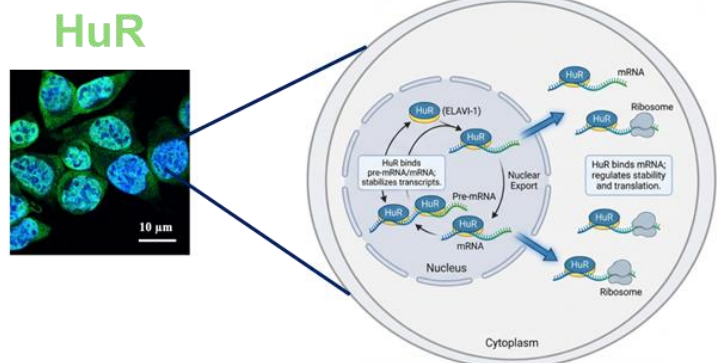 HuR
10 µm
HuR
(ELAVI-1)
HuR
HuR binds
pre-mRNA/mRNA;
stabilizes transcripts.
Nuclear
Export
Pre-mRNA
HuR
HuR
HuR
mRNA
Nucleus
HuR
mRNA
Ribosome
HuR
HuR binds mRNA;
regulates stability
and translation.
HuR
HuR
Ribosome
Cytoplasm